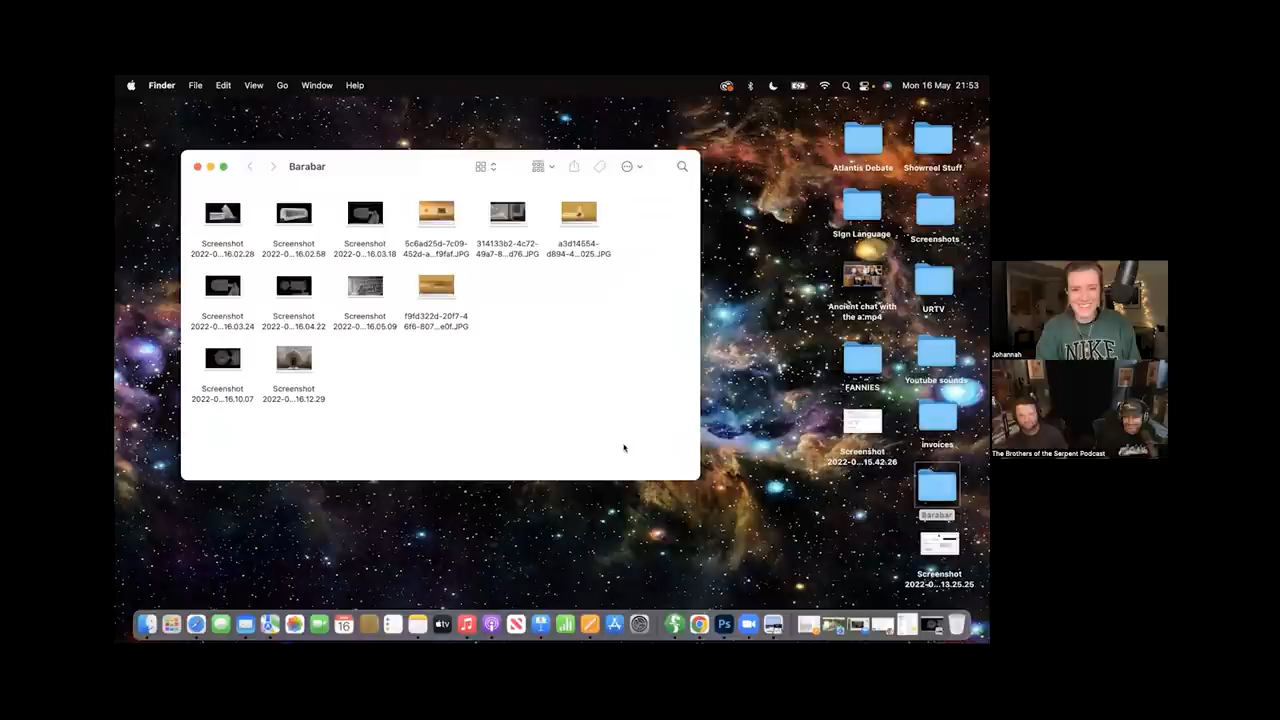 Finder File Edit View Go Window Help Mon 16 May 21:53
Barabar
Screenshot
2022-0...16.02.28
Screenshot
2022-0...16.02.58
Screenshot
2022-0...16.03.18
5c6ad25d-7c09-
452d-a...f9faf.JPG
314133b2-4c72-
49a7-8...d76.JPG
a3d14554-
d894-4...025.JPG
Screenshot
2022-0...16.03.24
Screenshot
2022-0...16.04.22
Screenshot
2022-0...16.05.09
f9fd322d-20f7-4
6f6-807...e0f.JPG
Screenshot
2022-0...16.10.07
Screenshot
2022-0...16.12.29
Atlantis Debate
Showreel Stuff
SIgn Language
Screenshots
Ancient chat with
the a.mp4
URTV
FANNIES
Youtube sounds
Screenshot
2022-0...15.42.26
invoices
Barabar
Screenshot
2022-0...13.25.25
MAY
16
tv
Ps
NIKE
Johannah
The Brothers of the Serpent Podcast